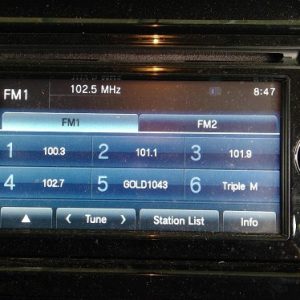 FM1 102.5 MHz 8:47
FM1 FM2
1 100.3 2 101.1 3 101.9
4 102.7 5 GOLD1043 6 Triple M
▲ < Tune > Station List Info